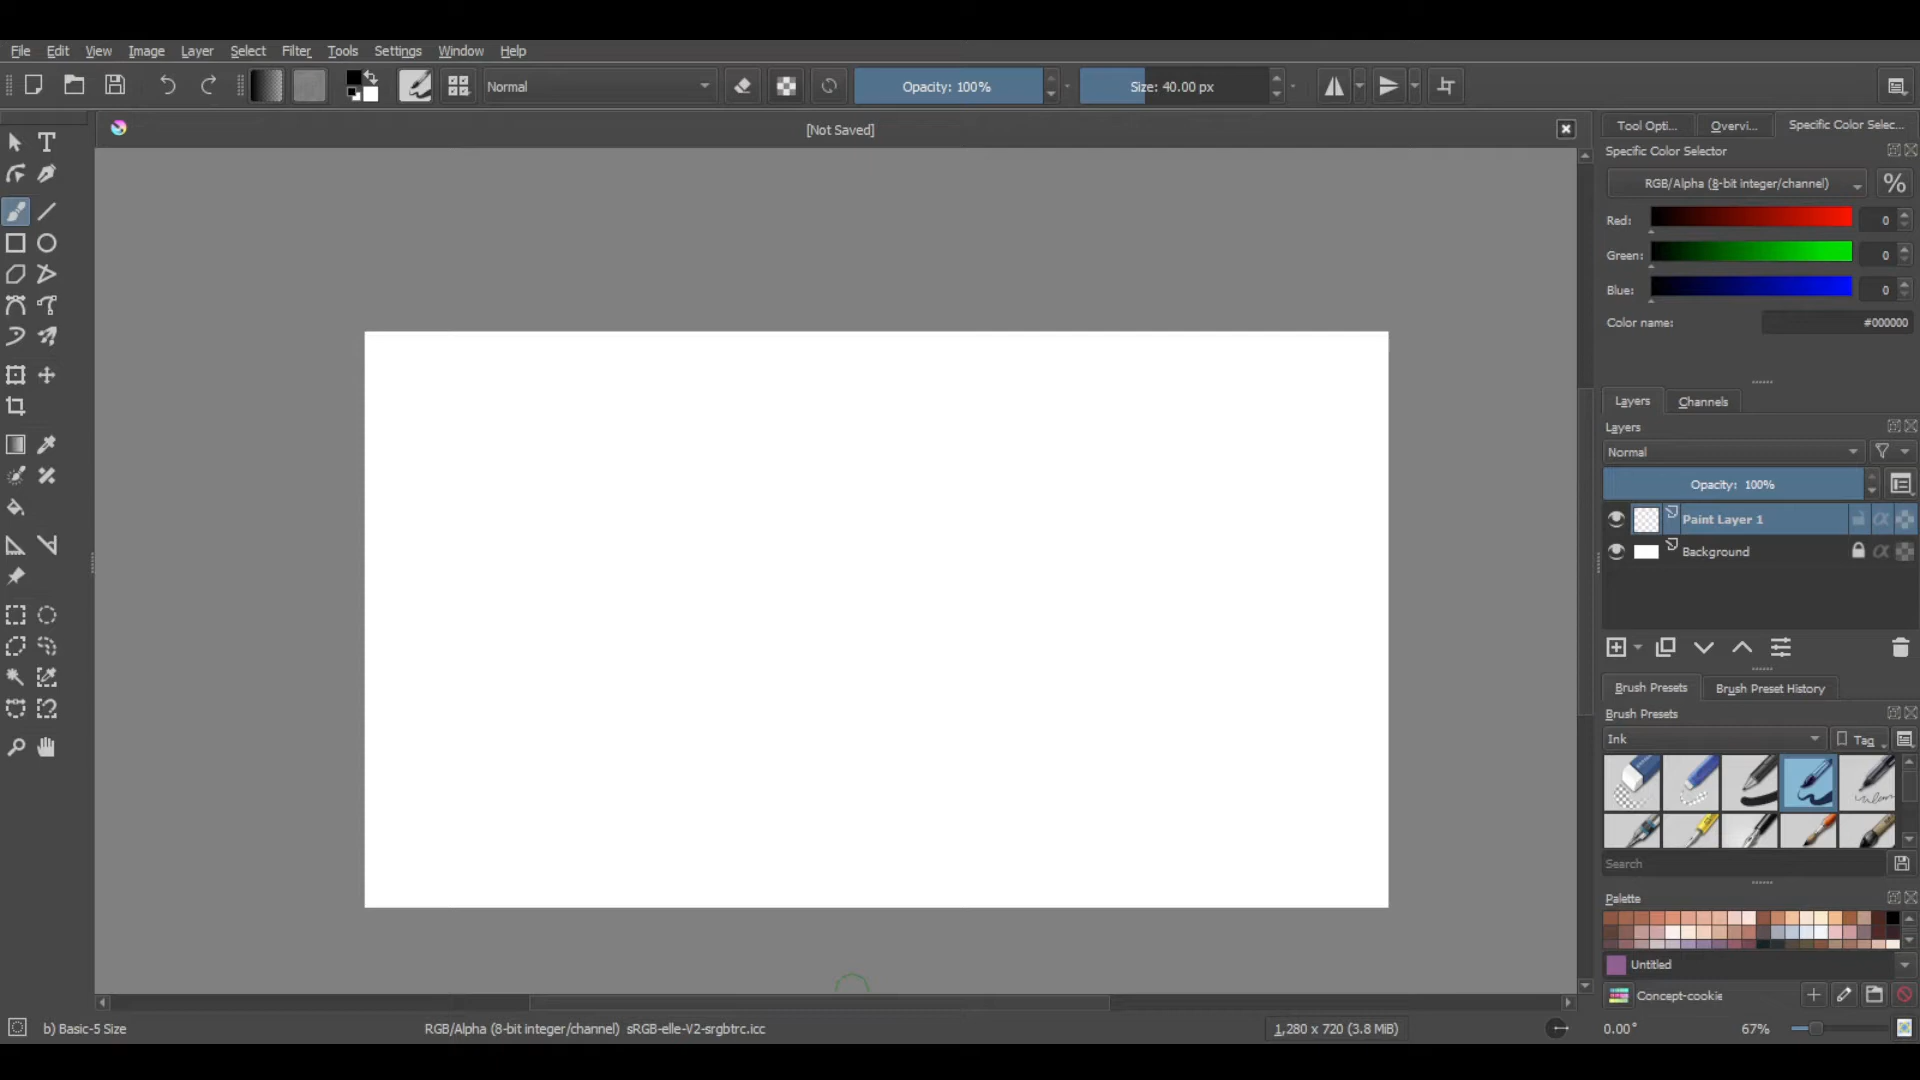 File Edit View Image Layer Select Filter Tools Settings Window Help
Normal Opacity: 100% Size: 40.00 px
[Not Saved]
Tool Opti... Overvi... Specific Color Selec...
Specific Color Selector
RGB/Alpha (8-bit integer/channel) %
Red: 0
Green: 0
Blue: 0
Color name: #000000
Layers Channels
Layers
Normal
Opacity: 100%
Paint Layer 1
Background
Brush Presets Brush Preset History
Brush Presets
Ink Tag
Search
Palette
Untitled
Concept-cookie
b) Basic-5 Size RGB/Alpha (8-bit integer/channel) sRGB-elle-V2-srgbtrc.icc 1,280 x 720 (3.8 MiB) 0.00° 67%